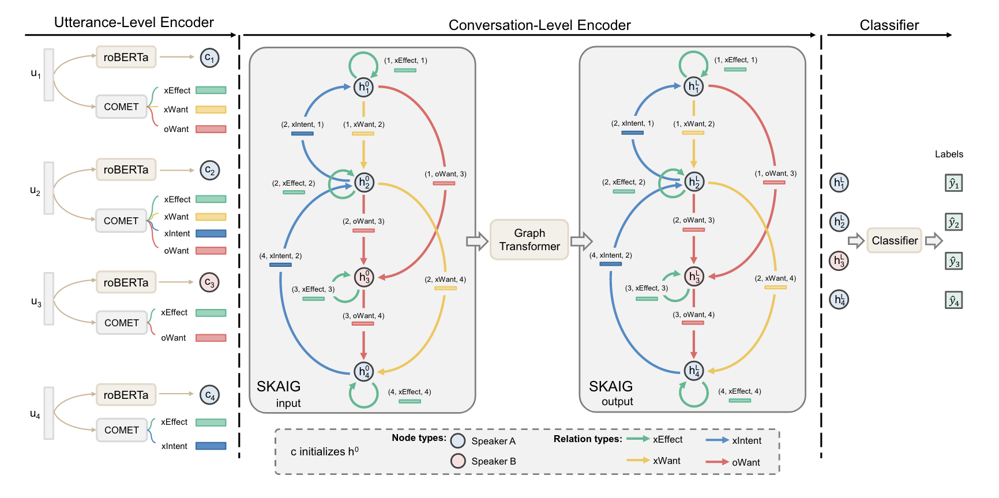 Utterance-Level Encoder
Conversation-Level Encoder
Classifier
u1
roBERTa
c1
COMET
xEffect
xWant
oWant
u2
roBERTa
c2
COMET
xEffect
xWant
xIntent
oWant
u3
roBERTa
c3
COMET
xEffect
oWant
u4
roBERTa
c4
COMET
xEffect
xIntent
(1, xEffect, 1)
h⁰₁
(2, xIntent, 1)
(1, xWant, 2)
(1, oWant, 3)
(2, xEffect, 2)
h⁰₂
(2, oWant, 3)
(4, xIntent, 2)
(2, xWant, 4)
(3, xEffect, 3)
h⁰₃
(3, oWant, 4)
h⁰₄
(4, xEffect, 4)
SKAIG
input
Graph
Transformer
(1, xEffect, 1)
hᴸ₁
(2, xIntent, 1)
(1, xWant, 2)
(1, oWant, 3)
(2, xEffect, 2)
hᴸ₂
(2, oWant, 3)
(4, xIntent, 2)
(2, xWant, 4)
(3, xEffect, 3)
hᴸ₃
(3, oWant, 4)
hᴸ₄
(4, xEffect, 4)
SKAIG
output
Labels
hᴸ₁
ŷ1
hᴸ₂
ŷ2
Classifier
hᴸ₃
ŷ3
hᴸ₄
ŷ4
c initializes h⁰
Node types:
Speaker A
Speaker B
Relation types:
xEffect
xIntent
xWant
oWant